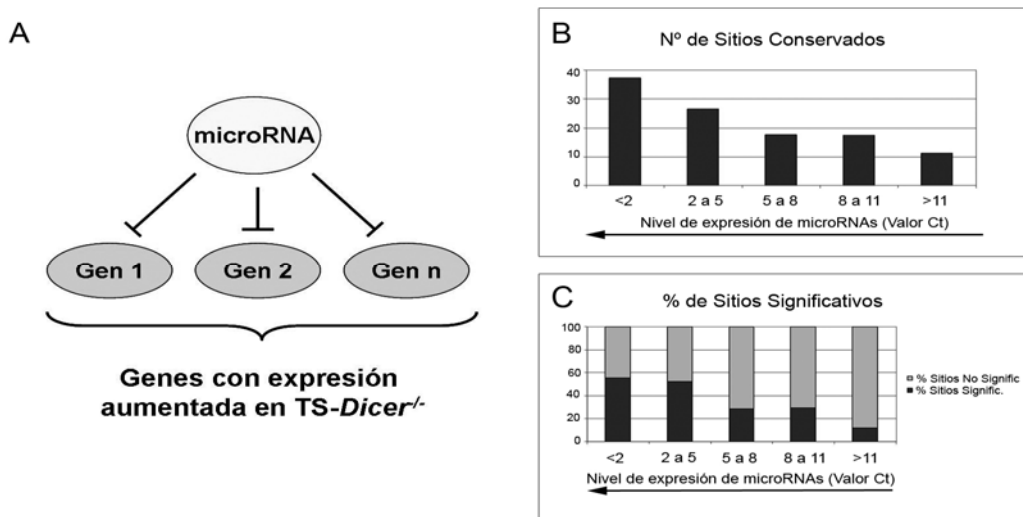 A
microRNA
Gen 1
Gen 2
Gen n
Genes con expresión
aumentada en TS-Dicer/-
B
Nº de Sitios Conservados
40
30
20
10
0
<2
2 a 5
5 a 8
8 a 11
>11
Nivel de expresión de microRNAs (Valor Ct)
C
% de Sitios Significativos
100
80
60
40
20
0
<2
2 a 5
5 a 8
8 a 11
>11
Nivel de expresión de microRNAs (Valor Ct)
% Sitios No Signific
% Sitios Signific.